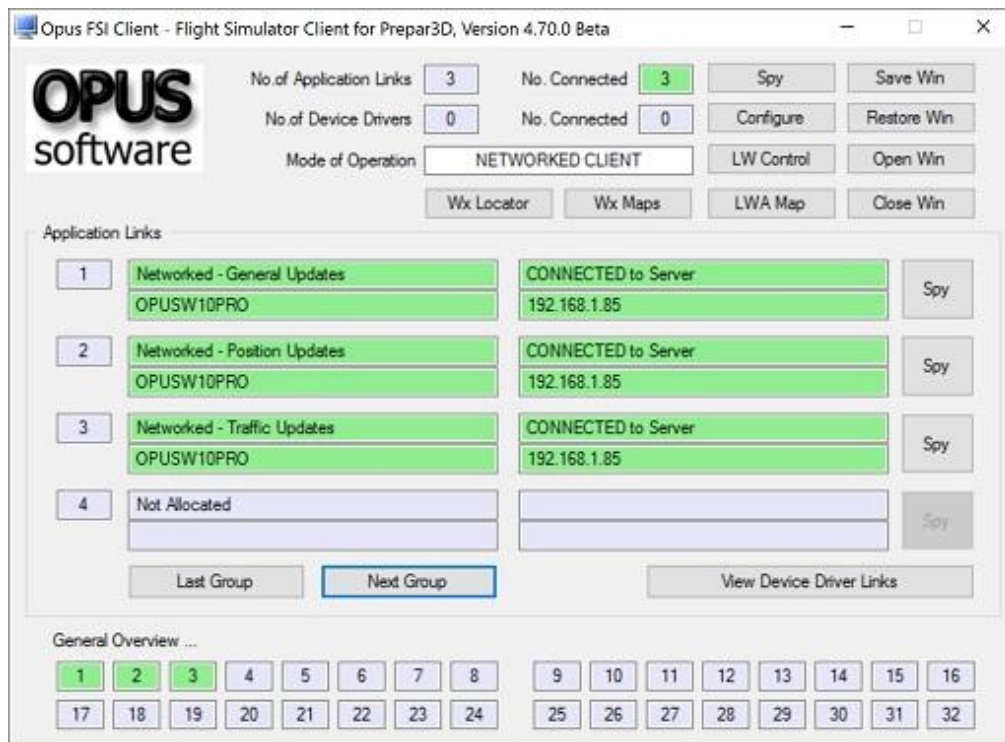 Opus FSI Client - Flight Simulator Client for Prepar3D, Version 4.70.0 Beta
OPUS
software
No.of Application Links 3 No. Connected 3 Spy Save Win
No.of Device Drivers 0 No. Connected 0 Configure Restore Win
Mode of Operation NETWORKED CLIENT LW Control Open Win
Wx Locator Wx Maps LWA Map Close Win
Application Links
1 Networked - General Updates CONNECTED to Server Spy
OPUSW10PRO 192.168.1.85
2 Networked - Position Updates CONNECTED to Server Spy
OPUSW10PRO 192.168.1.85
3 Networked - Traffic Updates CONNECTED to Server Spy
OPUSW10PRO 192.168.1.85
4 Not Allocated Spy
Last Group Next Group View Device Driver Links
General Overview ...
1 2 3 4 5 6 7 8 9 10 11 12 13 14 15 16
17 18 19 20 21 22 23 24 25 26 27 28 29 30 31 32